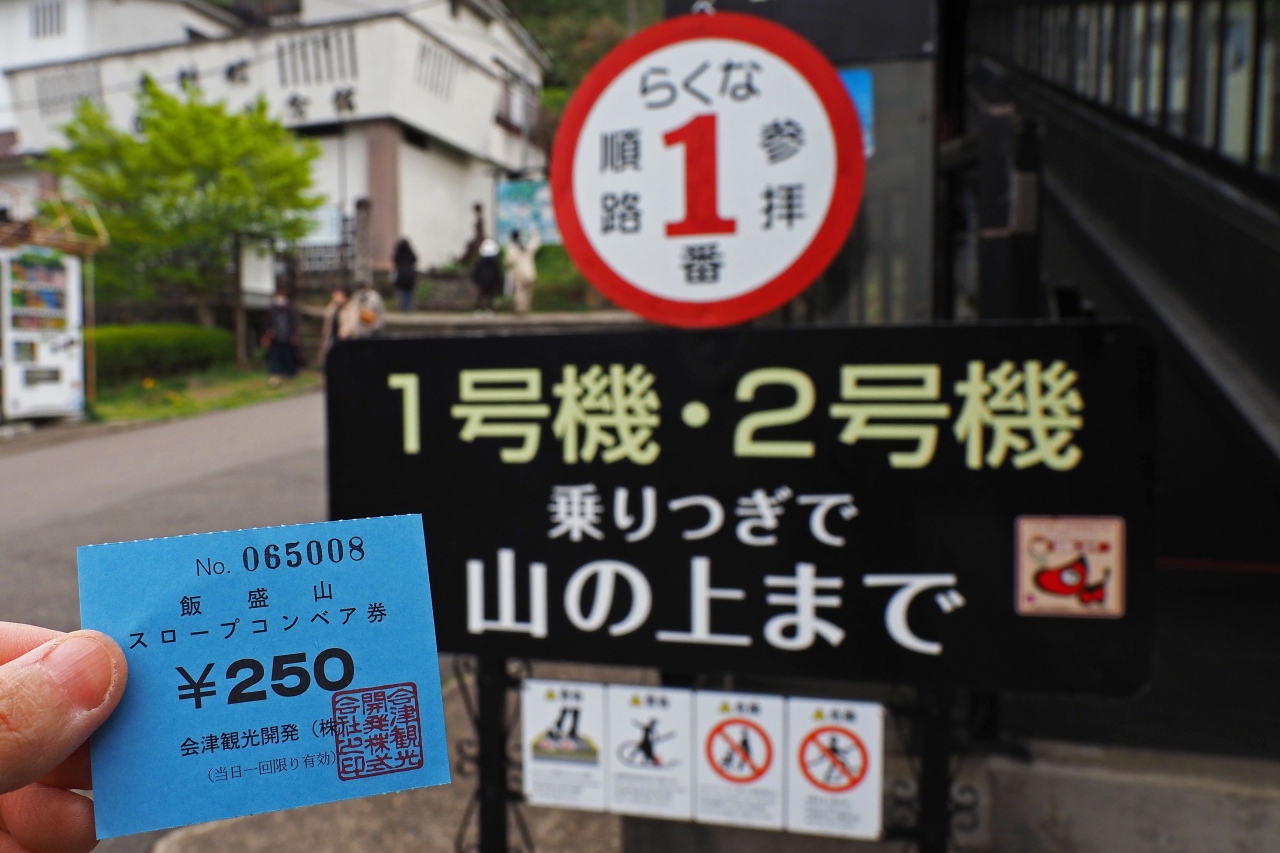 らくな
参拝
順路
1
番
1号機・2号機
乗りつぎで
山の上まで
No. 065008
飯盛山
スロープコンベア券
¥250
会津観光開発（株）
（当日一回限り有効）
会津観光
開発株式
会社之印